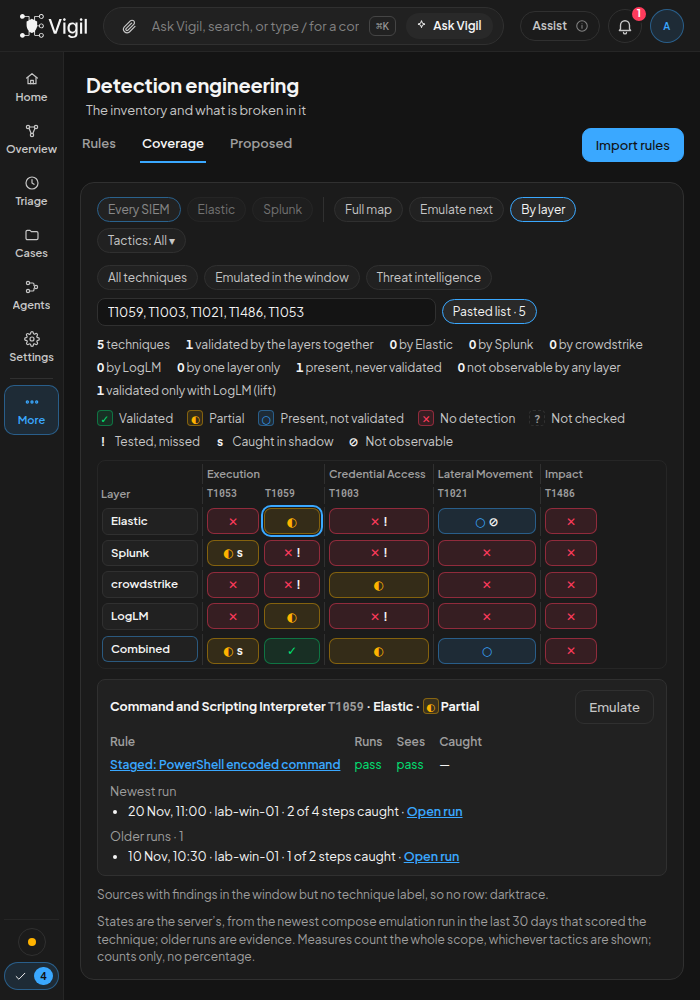 Vigil
Ask Vigil, search, or type / for a cor
⌘K
Ask Vigil
Assist
1
A
Home
Overview
Triage
Cases
Agents
Settings
More
4
Detection engineering
The inventory and what is broken in it
Rules Coverage Proposed
Import rules
Every SIEM Elastic Splunk Full map Emulate next By layer
Tactics: All ▾
All techniques Emulated in the window Threat intelligence
T1059, T1003, T1021, T1486, T1053 Pasted list · 5
5 techniques 1 validated by the layers together 0 by Elastic 0 by Splunk 0 by crowdstrike
0 by LogLM 0 by one layer only 1 present, never validated 0 not observable by any layer
1 validated only with LogLM (lift)
✓ Validated ◐ Partial ○ Present, not validated ✕ No detection ? Not checked
! Tested, missed s Caught in shadow ⊘ Not observable
Execution Credential Access Lateral Movement Impact
Layer T1053 T1059 T1003 T1021 T1486
Elastic ✕ ◐ ✕ ! ○ ⊘ ✕
Splunk ◐ s ✕ ! ✕ ! ✕ ✕
crowdstrike ✕ ✕ ! ◐ ✕ ✕
LogLM ✕ ◐ ✕ ! ✕ ✕
Combined ◐ s ✓ ◐ ○ ✕
Command and Scripting Interpreter T1059 · Elastic · ◐ Partial
Emulate
Rule Runs Sees Caught
Staged: PowerShell encoded command pass pass —
Newest run
• 20 Nov, 11:00 · lab-win-01 · 2 of 4 steps caught · Open run
Older runs · 1
• 10 Nov, 10:30 · lab-win-01 · 1 of 2 steps caught · Open run
Sources with findings in the window but no technique label, so no row: darktrace.
States are the server's, from the newest compose emulation run in the last 30 days that scored the
technique; older runs are evidence. Measures count the whole scope, whichever tactics are shown;
counts only, no percentage.